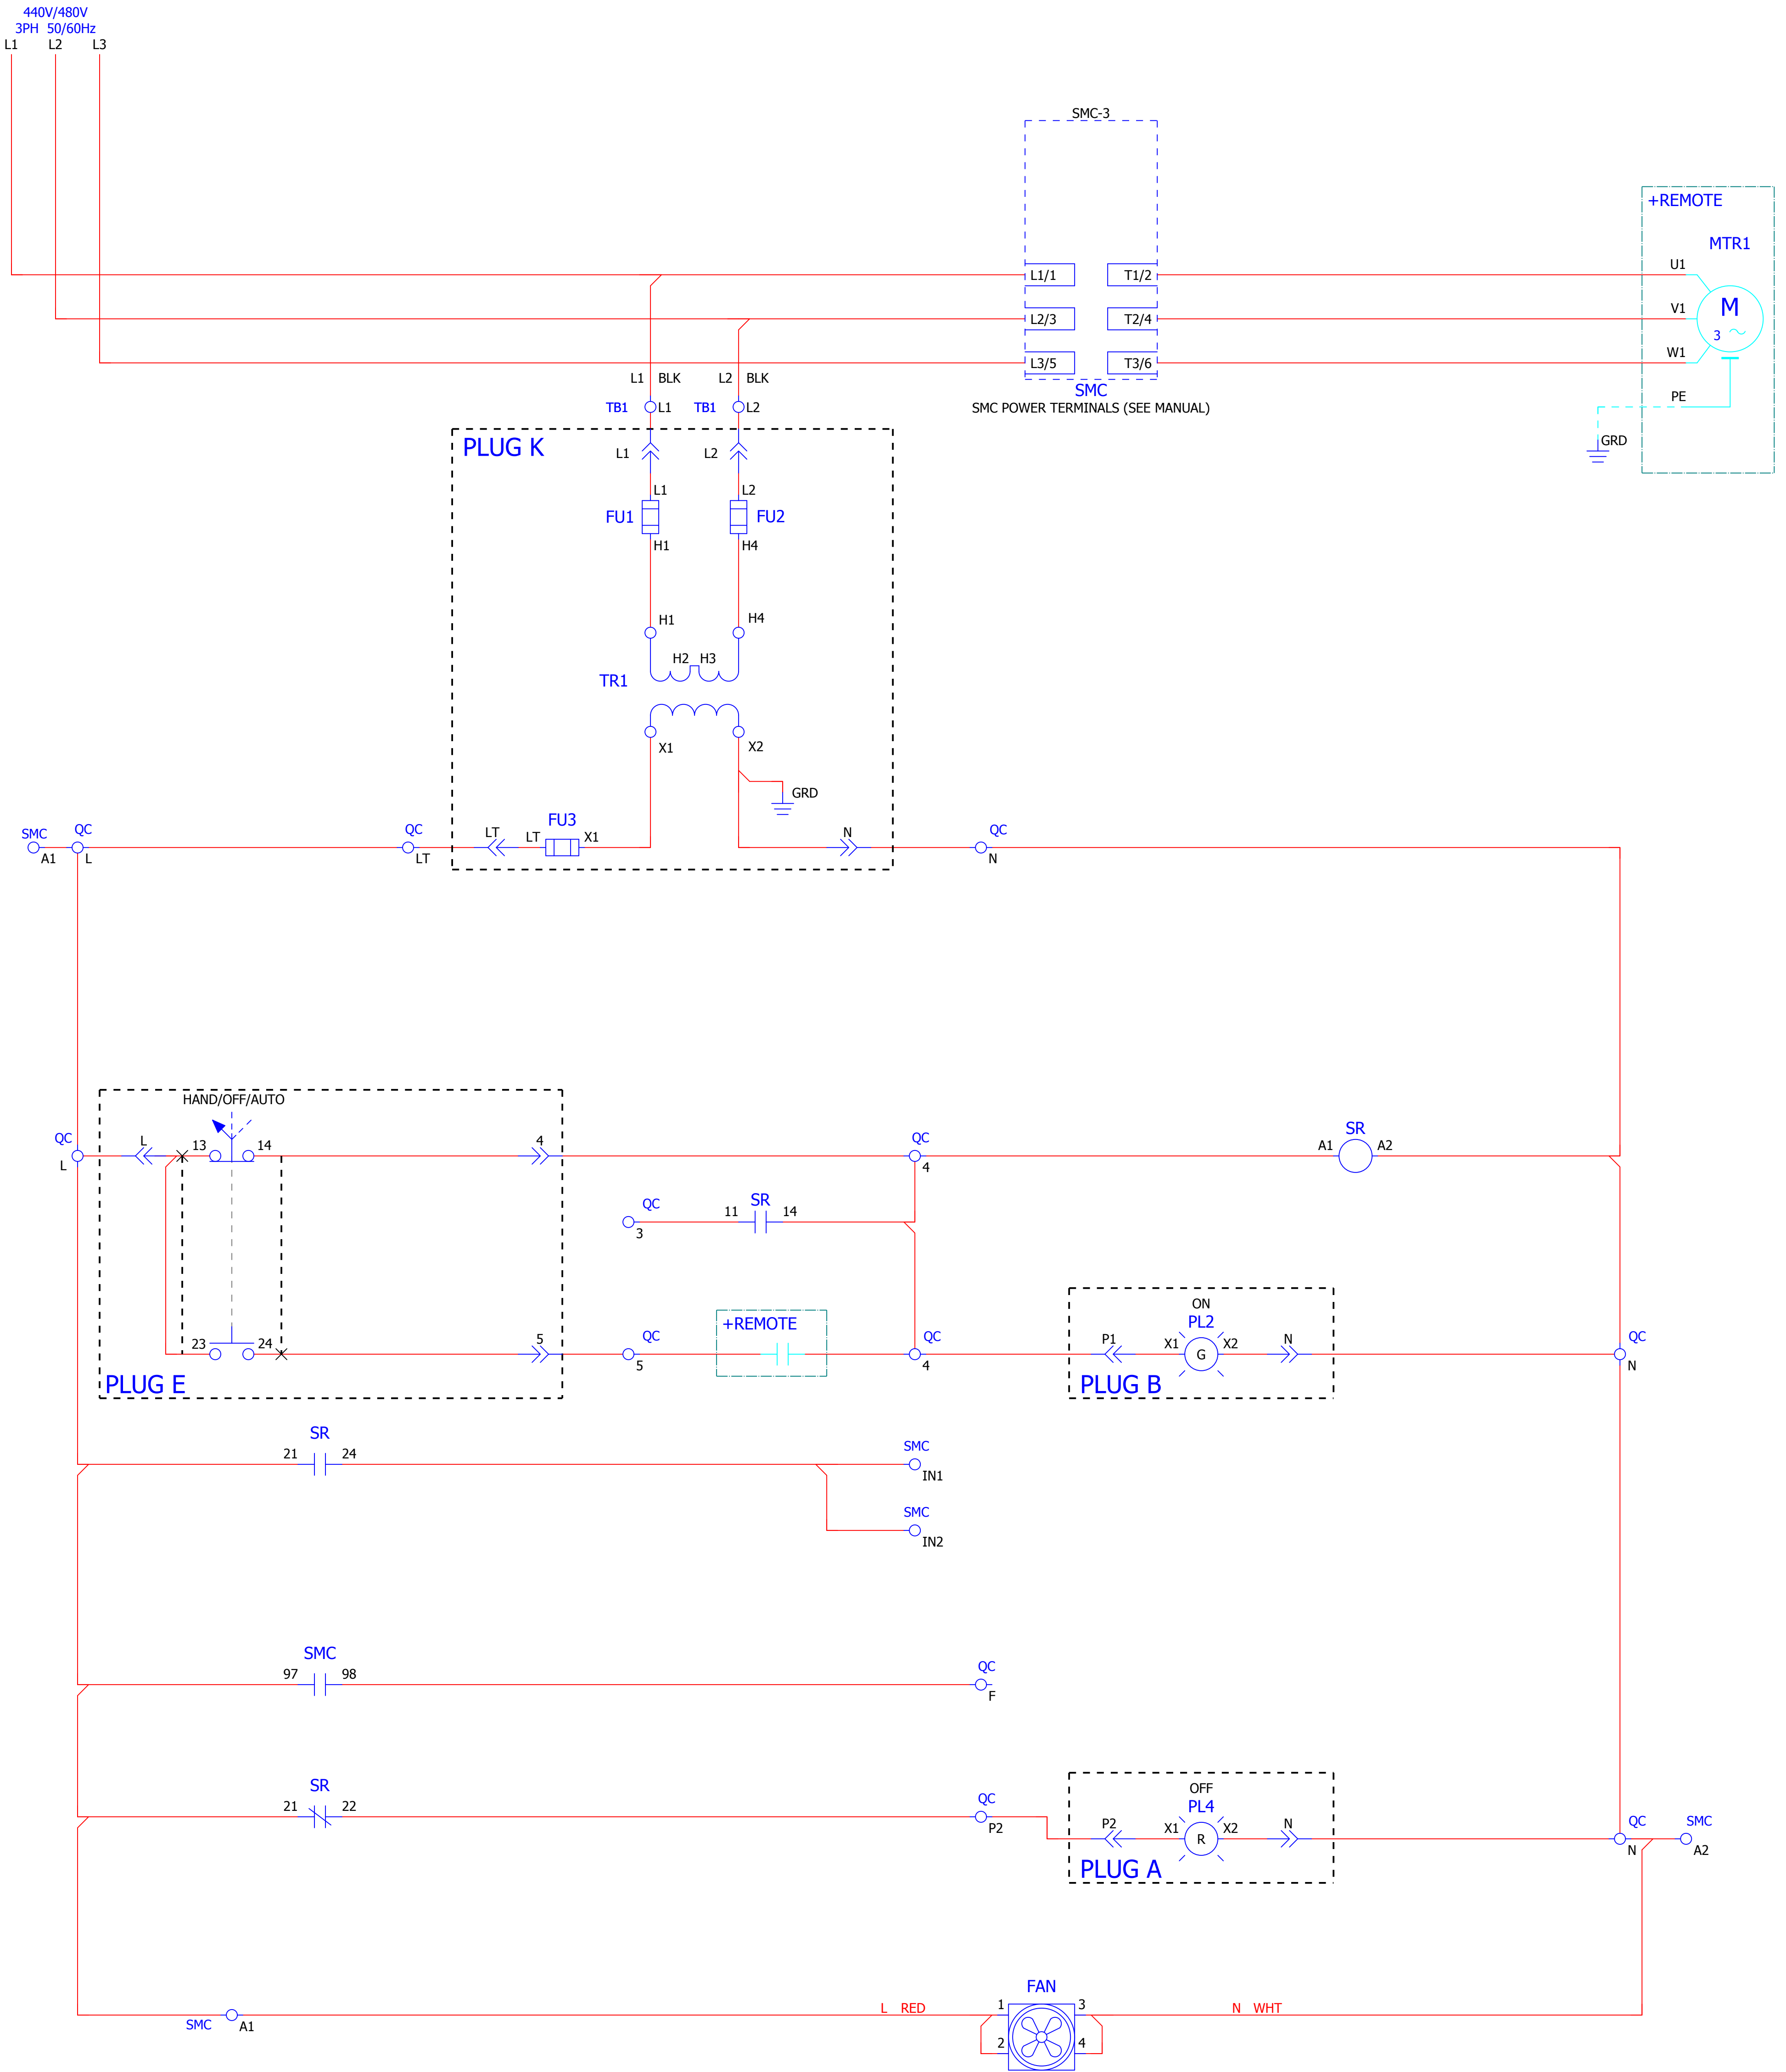 440V/480V
3PH 50/60Hz
L1 L2 L3
SMC-3
+REMOTE
MTR1
U1
L1/1 T1/2
M
V1
3
L2/3 T2/4
W1
L3/5 T3/6
L1 BLK L2 BLK
SMC
PE
TB1 L1 TB1 L2
SMC POWER TERMINALS (SEE MANUAL)
GRD
PLUG K
L1 L2
L1 L2
FU1 FU2
H1 H4
H1 H4
H2 H3
TR1
X1 X2
GRD
FU3
SMC QC QC LT LT X1 N QC
A1 L LT N
HAND/OFF/AUTO
QC L 13 14 4 QC SR
A1 A2
L 4
QC 11 SR 14
3
ON
+REMOTE PL2
23 24 5 QC QC P1 X1 X2 N QC
G
5 4 N
PLUG E PLUG B
SR
21 24 SMC
IN1
SMC
IN2
SMC
97 98 QC
F
SR
OFF
21 22 QC PL4
P2 P2 X1 X2 N QC SMC
R
N A2
PLUG A
FAN
L RED 1 3 N WHT
SMC A1
2 4